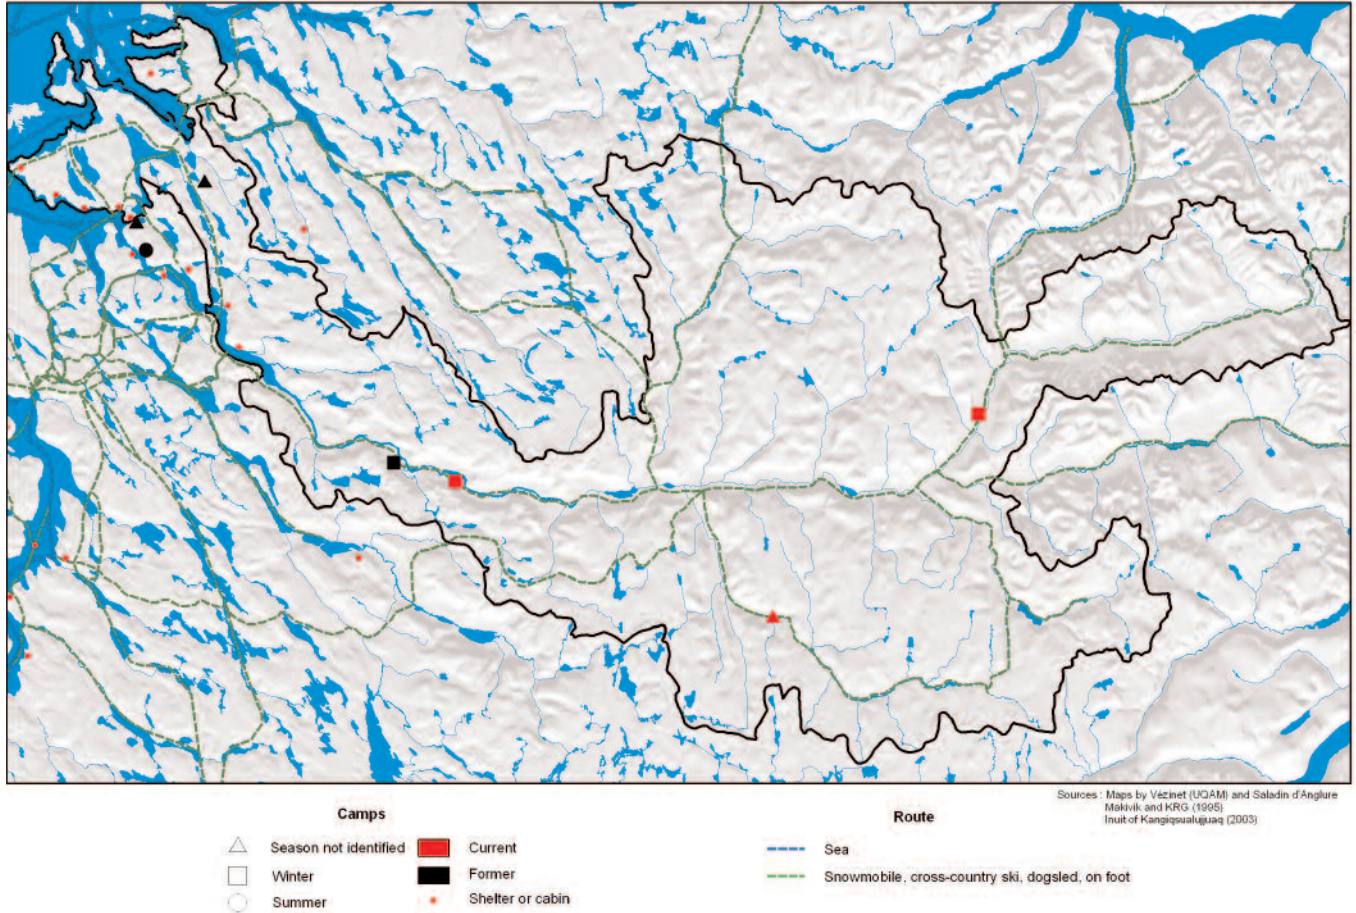 Sources : Maps by Vézinet (UQAM) and Saladin d'Anglure
Makivik and KRG (1995)
Inuit of Kangiqsualujjuaq (2003)
Camps
Route
Season not identified
Current
Sea
Winter
Former
Snowmobile, cross-country ski, dogsled, on foot
Summer
Shelter or cabin